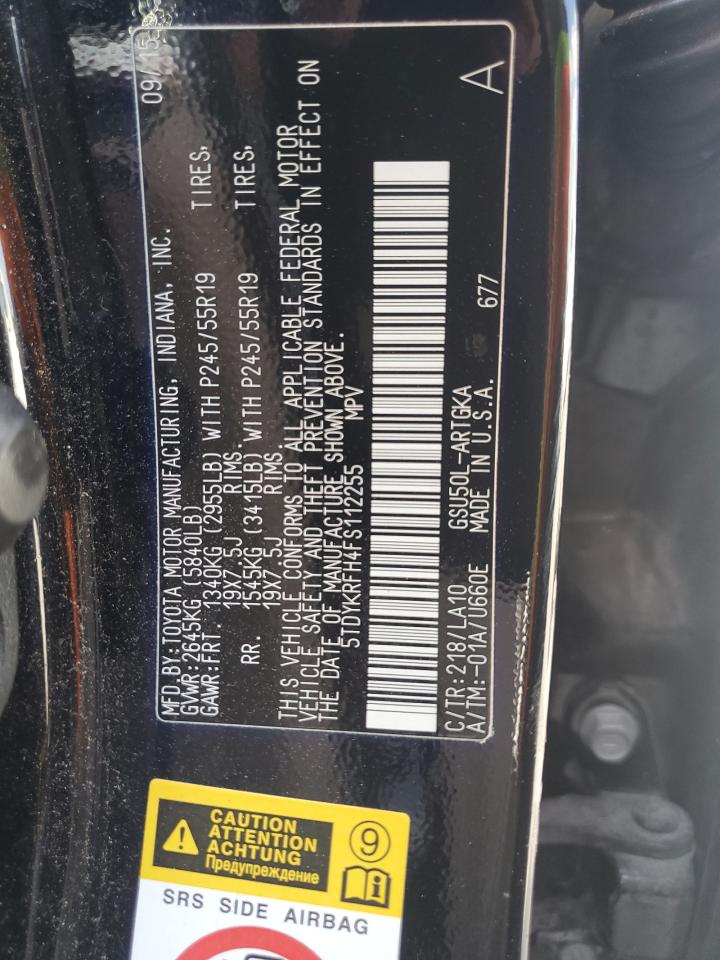 MFD.BY:TOYOTA MOTOR MANUFACTURING, INDIANA, INC. 09/15
GVWR:2645KG (5840LB)
GAWR:FRT. 1340KG (2955LB) WITH P245/55R19 TIRES,
19X7.5J RIMS.
RR. 1545KG (3415LB) WITH P245/55R19 TIRES,
19X7.5J RIMS.
THIS VEHICLE CONFORMS TO ALL APPLICABLE FEDERAL MOTOR
VEHICLE SAFETY AND THEFT PREVENTION STANDARDS IN EFFECT ON
THE DATE OF MANUFACTURE SHOWN ABOVE.
5TDYKRFH4FS112255 MPV
C/TR:218/LA10 GSU50L-ARTGKA A
A/TM:-01A/U660E MADE IN U.S.A. 677
CAUTION
ATTENTION
ACHTUNG
Предупреждение
9
i
SRS SIDE AIRBAG